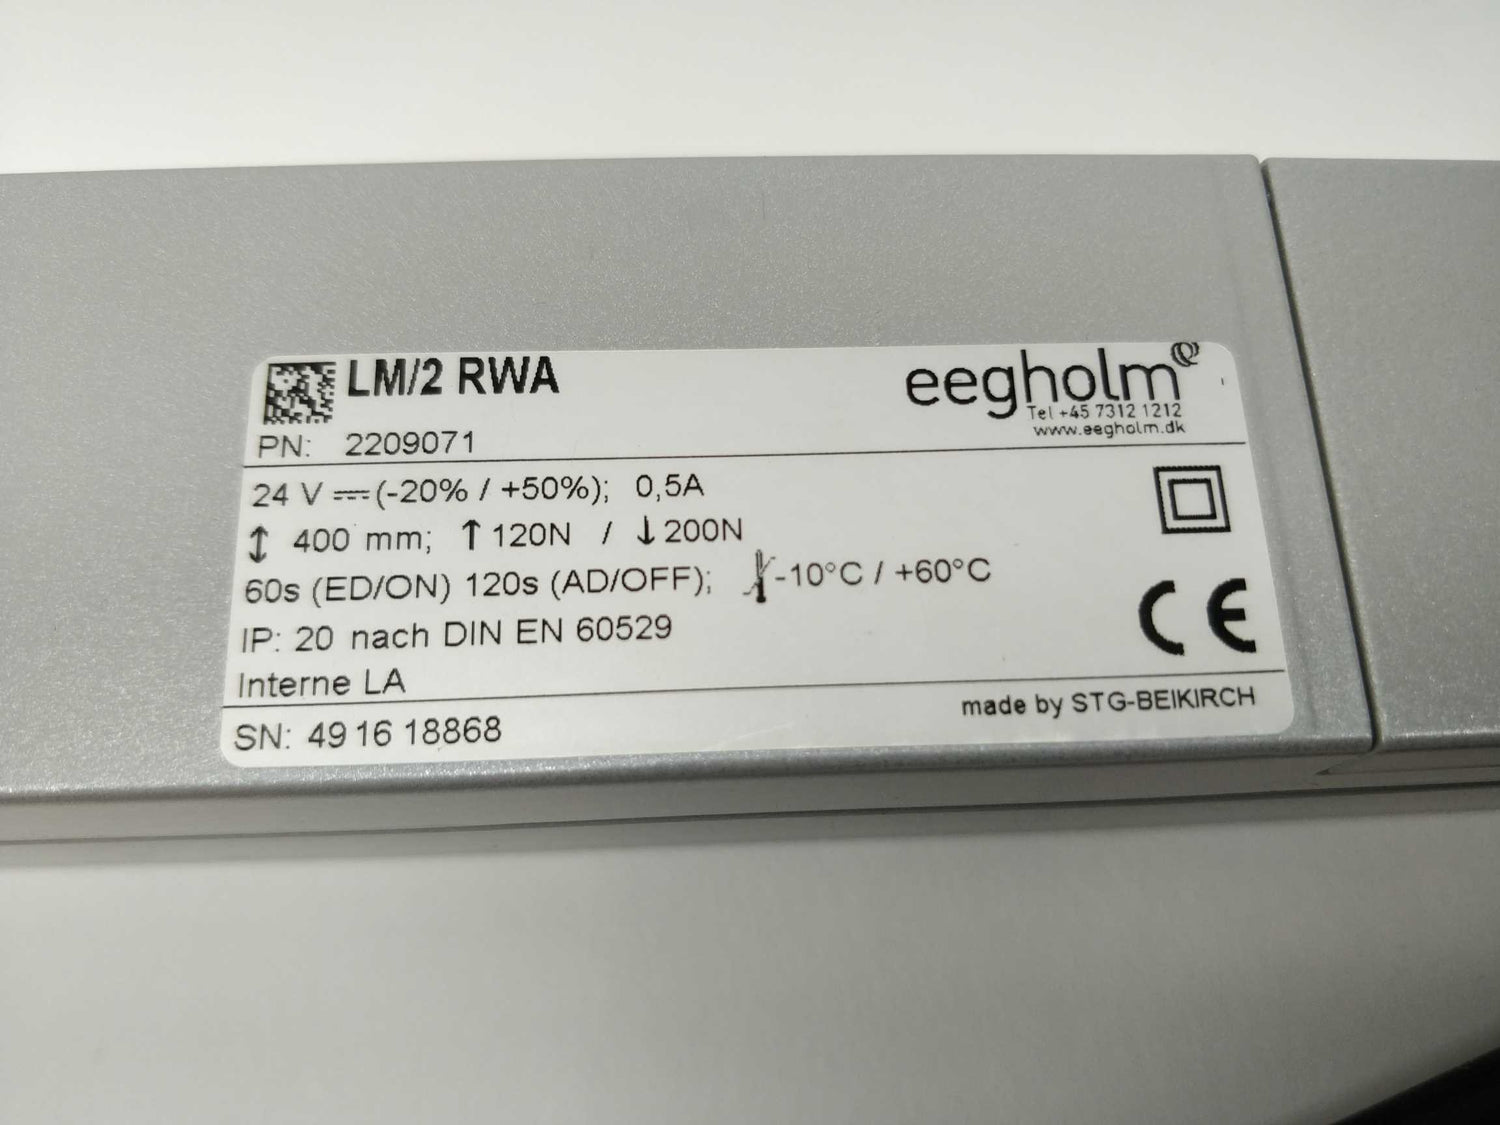 LM/2 RWA
eegholm
Tel +45 7312 1212
www.eegholm.dk
PN: 2209071
24 V ⎓ (-20% / +50%); 0,5A
↕ 400 mm; ↑ 120N / ↓ 200N
60s (ED/ON) 120s (AD/OFF); -10°C / +60°C
IP: 20 nach DIN EN 60529
CE
Interne LA
made by STG-BEIKIRCH
SN: 49 16 18868